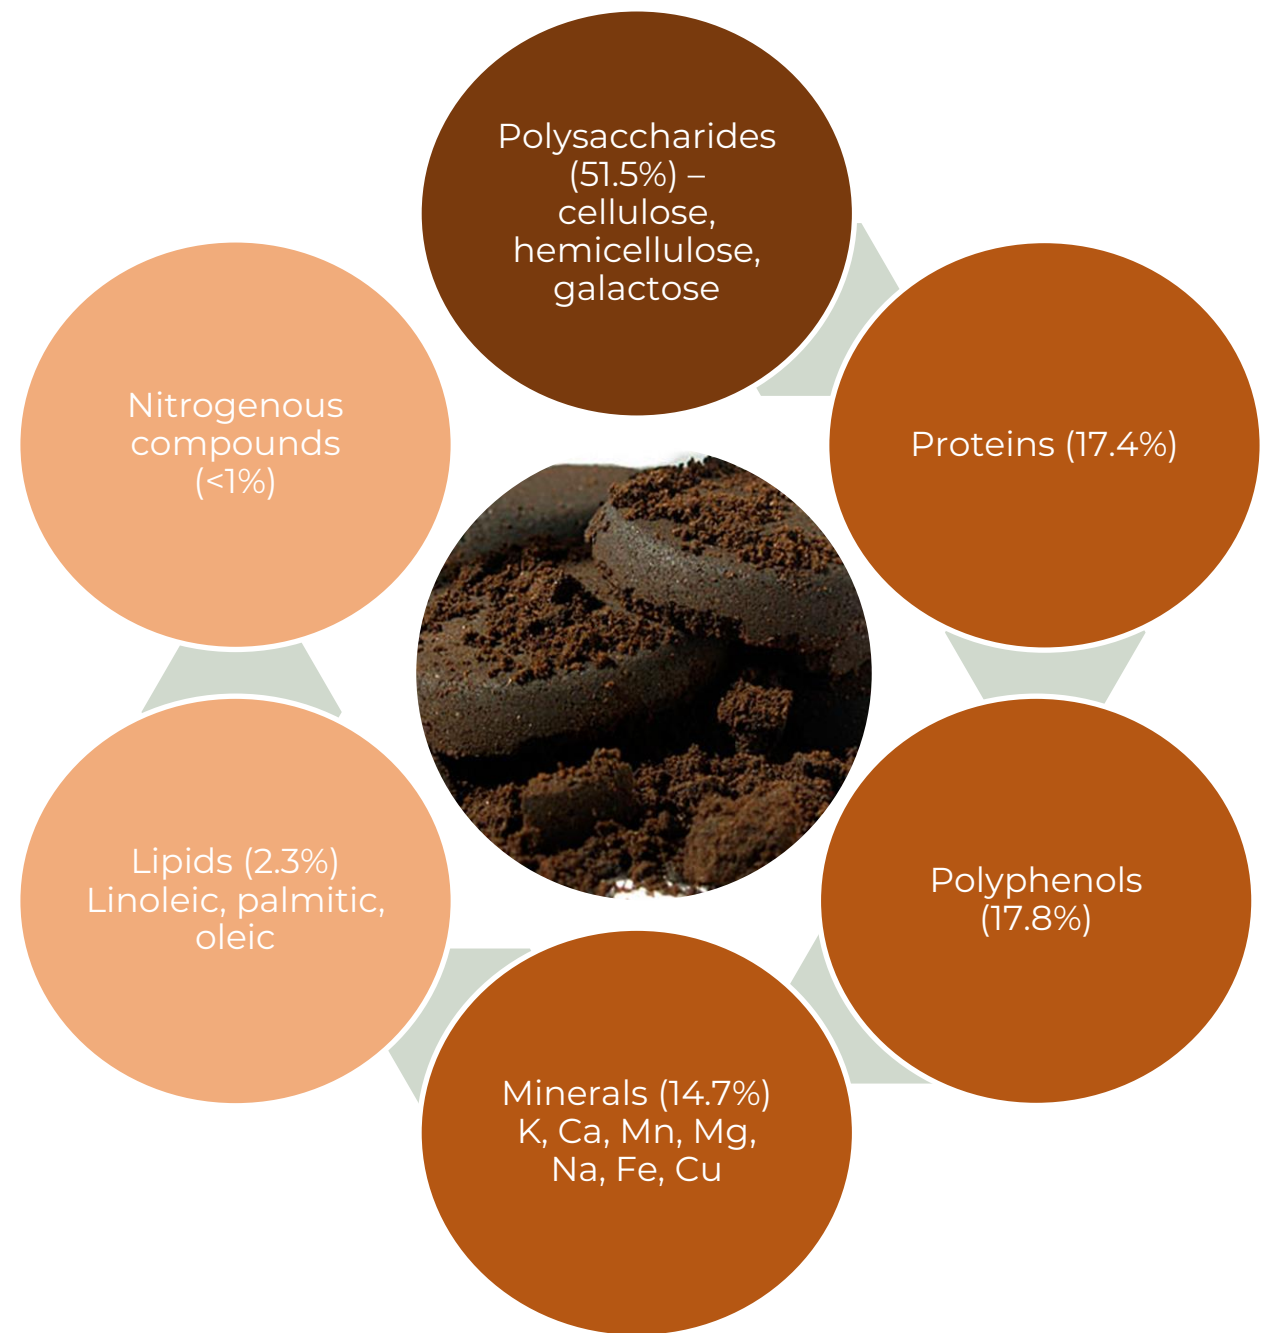 Polysaccharides
(51.5%) –
cellulose,
hemicellulose,
galactose
Proteins (17.4%)
Polyphenols
(17.8%)
Minerals (14.7%)
K, Ca, Mn, Mg,
Na, Fe, Cu
Lipids (2.3%)
Linoleic, palmitic,
oleic
Nitrogenous
compounds
(<1%)